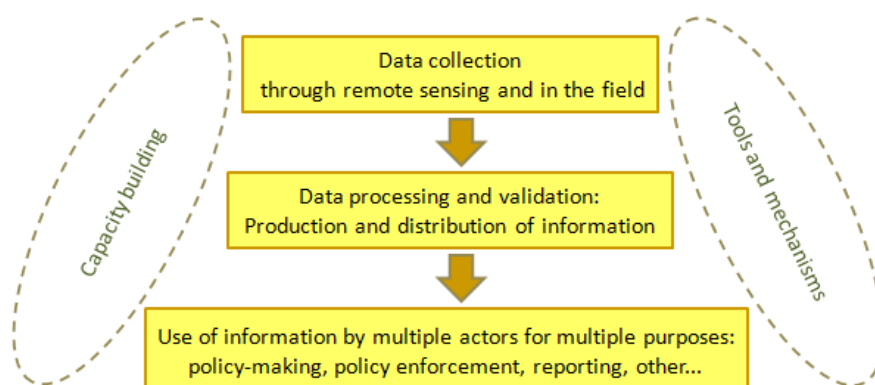 Data collection
through remote sensing and in the field
Capacity building
Tools and mechanisms
Data processing and validation:
Production and distribution of information
Use of information by multiple actors for multiple purposes:
policy-making, policy enforcement, reporting, other...